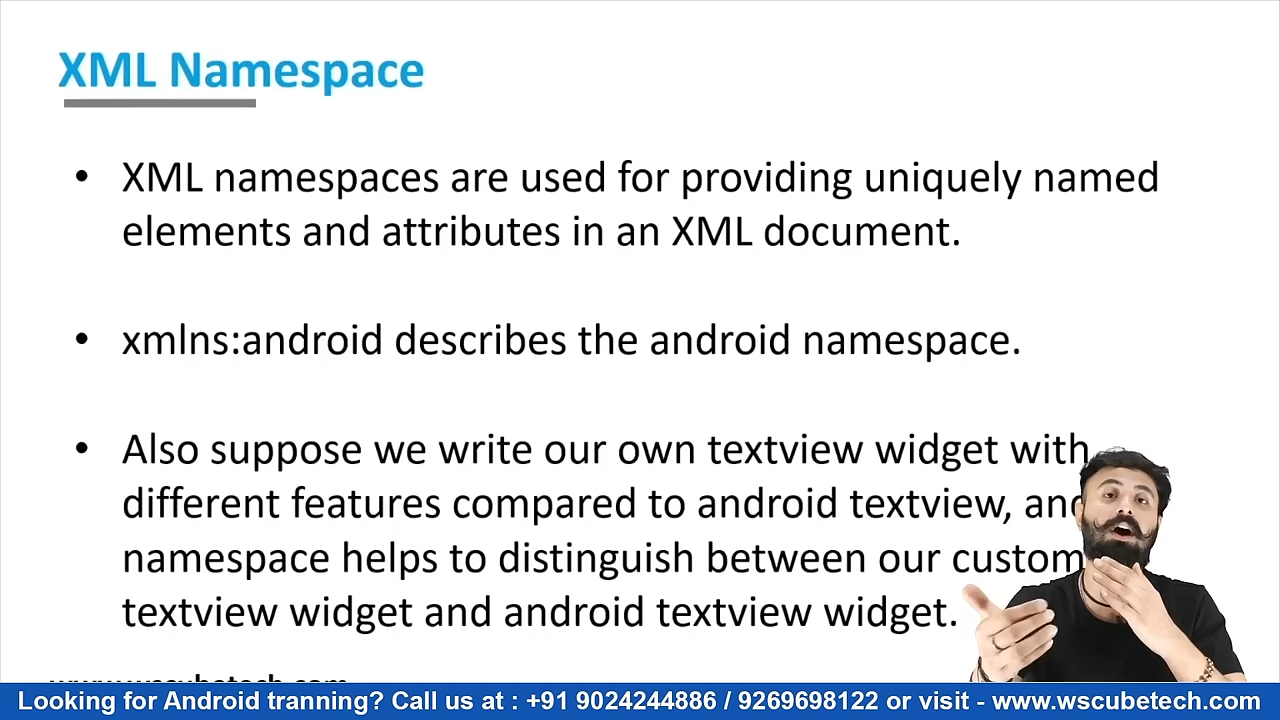 XML Namespace
• XML namespaces are used for providing uniquely named
elements and attributes in an XML document.
• xmlns:android describes the android namespace.
• Also suppose we write our own textview widget with
different features compared to android textview,
namespace helps to distinguish between our custom
textview widget and android textview widget.
www.wscubetech.com
Looking for Android tranning? Call us at : +91 9024244886 / 9269698122 or visit - www.wscubetech.com